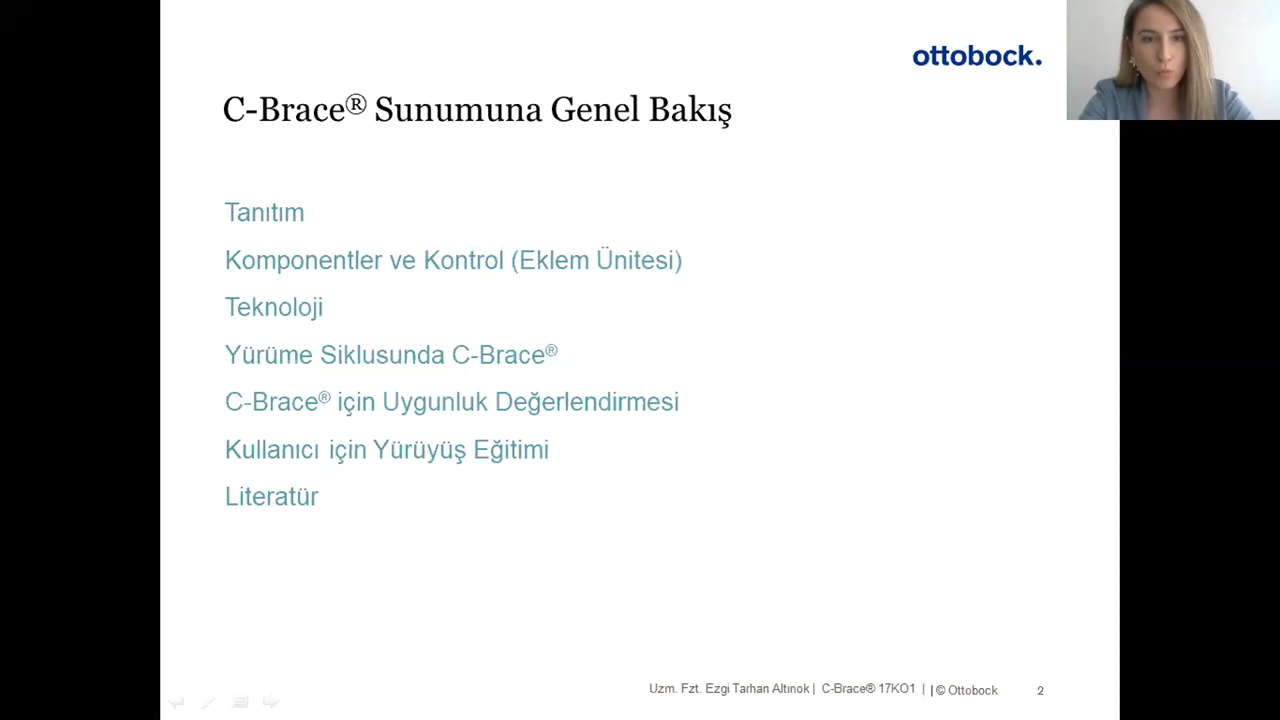 ottobock.
C-Brace® Sunumuna Genel Bakış
Tanıtım
Komponentler ve Kontrol (Eklem Ünitesi)
Teknoloji
Yürüme Siklusunda C-Brace®
C-Brace® için Uygunluk Değerlendirmesi
Kullanıcı için Yürüyüş Eğitimi
Literatür
Uzm. Fzt. Ezgi Tarhan Altınok | C-Brace® 17KO1 | | © Ottobock 2